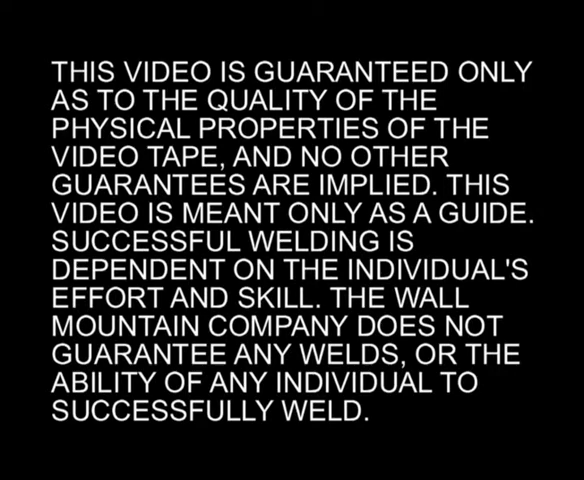 THIS VIDEO IS GUARANTEED ONLY
AS TO THE QUALITY OF THE
PHYSICAL PROPERTIES OF THE
VIDEO TAPE, AND NO OTHER
GUARANTEES ARE IMPLIED. THIS
VIDEO IS MEANT ONLY AS A GUIDE.
SUCCESSFUL WELDING IS
DEPENDENT ON THE INDIVIDUAL'S
EFFORT AND SKILL. THE WALL
MOUNTAIN COMPANY DOES NOT
GUARANTEE ANY WELDS, OR THE
ABILITY OF ANY INDIVIDUAL TO
SUCCESSFULLY WELD.